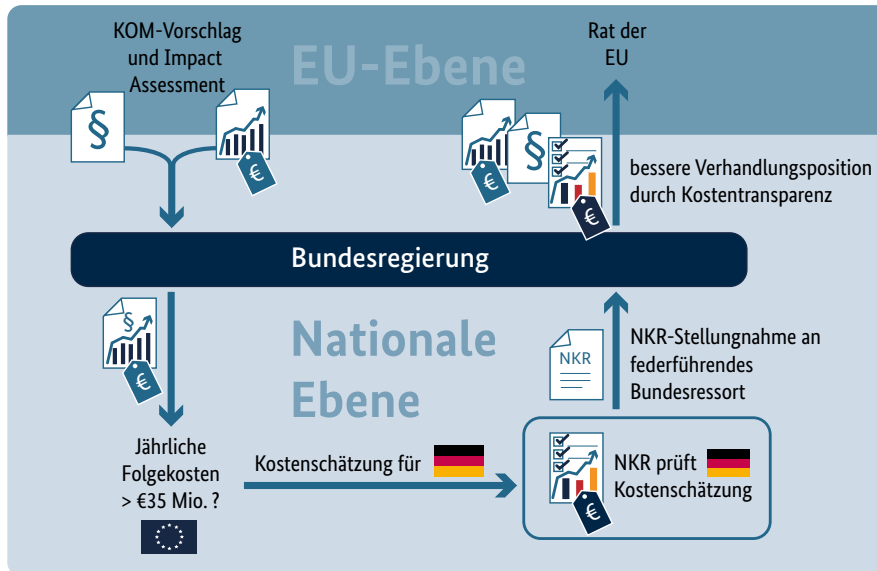 KOM-Vorschlag
und Impact
Assessment
EU-Ebene
Rat der
EU
§
€
€
§
€
bessere Verhandlungsposition
durch Kostentransparenz
Bundesregierung
§
€
Nationale
Ebene
NKR
NKR-Stellungnahme an
federführendes
Bundesressort
Jährliche
Folgekosten
> €35 Mio. ?
Kostenschätzung für
€
NKR prüft
Kostenschätzung